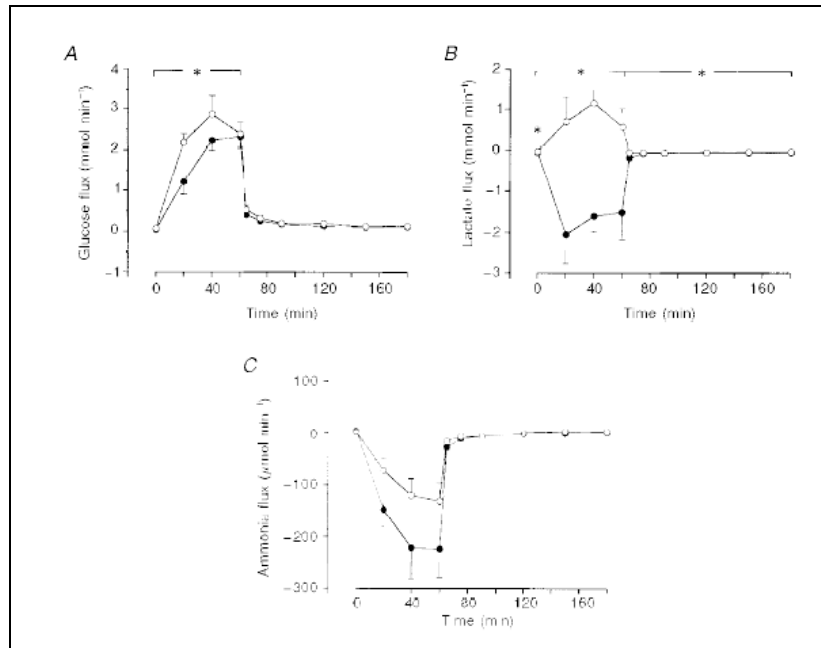 A
Glucose flux (mmol min⁻¹)
4
3
2
1
0
−1
*
0 40 80 120 160
Time (min)
B
Lactate flux (mmol min⁻¹)
2
1
0
−1
−2
−3
*
*
*
0 40 80 120 160
Time (min)
C
Ammonia flux (μmol min⁻¹)
100
0
−100
−200
−300
0 40 80 120 160
Time (min)